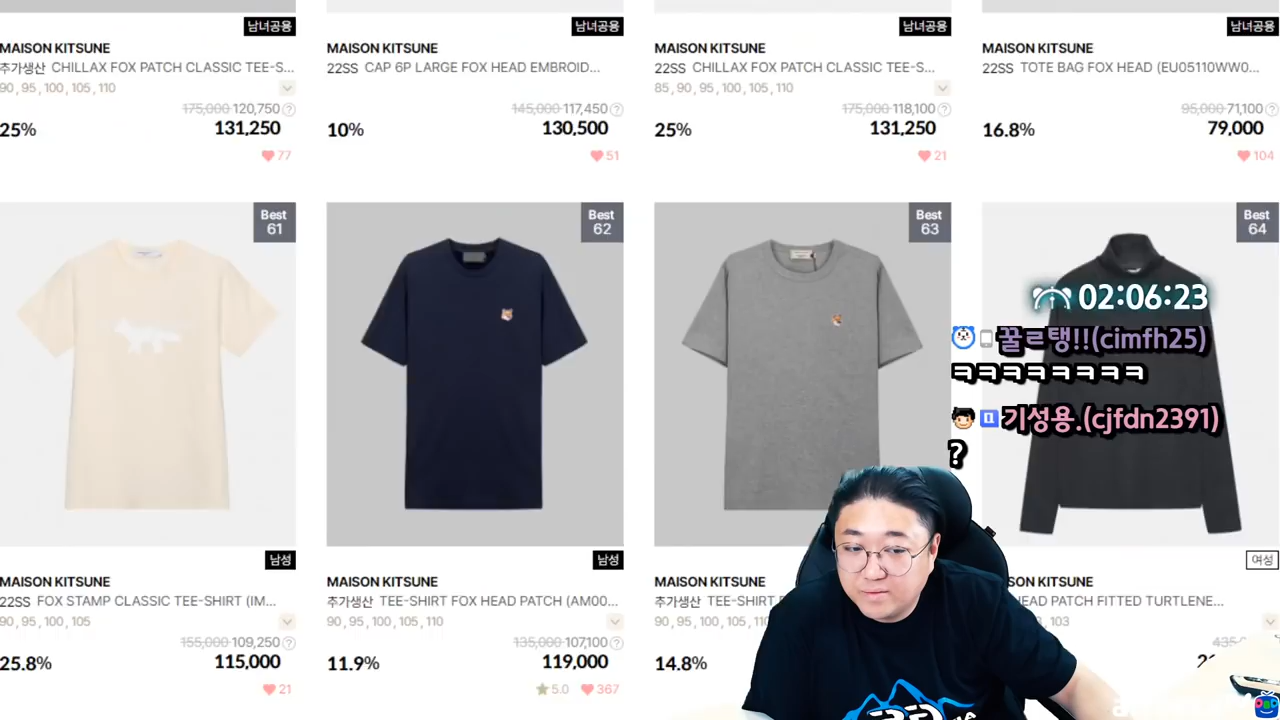 남녀공용
남녀공용
남녀공용
남녀공용
MAISON KITSUNE
추가생산 CHILLAX FOX PATCH CLASSIC TEE-S...
90, 95, 100, 105, 110
175,000 120,750
25%
131,250
77
MAISON KITSUNE
22SS CAP 6P LARGE FOX HEAD EMBROID...
145,000 117,450
10%
130,500
51
MAISON KITSUNE
22SS CHILLAX FOX PATCH CLASSIC TEE-S...
85, 90, 95, 100, 105, 110
175,000 118,100
25%
131,250
21
MAISON KITSUNE
22SS TOTE BAG FOX HEAD (EU05110WW0...
95,000 71,100
16.8%
79,000
104
Best
61
Best
62
Best
63
Best
64
02:06:23
꿀ㄹ탱!!(cimfh25)
ㅋㅋㅋㅋㅋㅋㅋㅋ
기성용.(cjfdn2391)
?
남성
MAISON KITSUNE
22SS FOX STAMP CLASSIC TEE-SHIRT (IM...
90, 95, 100, 105
155,000 109,250
25.8%
115,000
21
남성
MAISON KITSUNE
추가생산 TEE-SHIRT FOX HEAD PATCH (AM00...
90, 95, 100, 105, 110
135,000 107,100
11.9%
119,000
5.0 367
MAISON KITSUNE
추가생산 TEE-SHIRT
90, 95, 100, 105, 110
14.8%
여성
KITSUNE
HEAD PATCH FITTED TURTLENE...
103